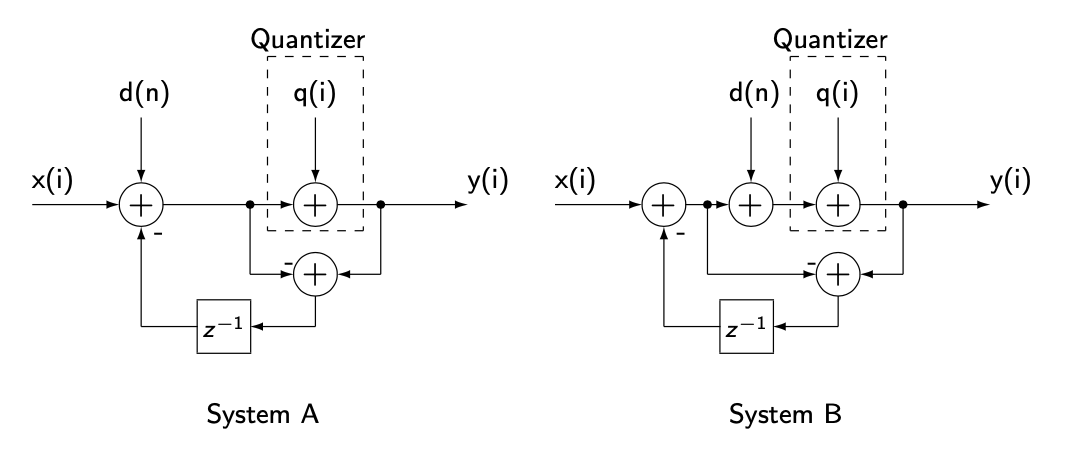 Quantizer
d(n)
q(i)
x(i)
+
+
y(i)
-
-
+
z⁻¹
System A
Quantizer
d(n)
q(i)
x(i)
+
+
+
y(i)
-
-
+
z⁻¹
System B